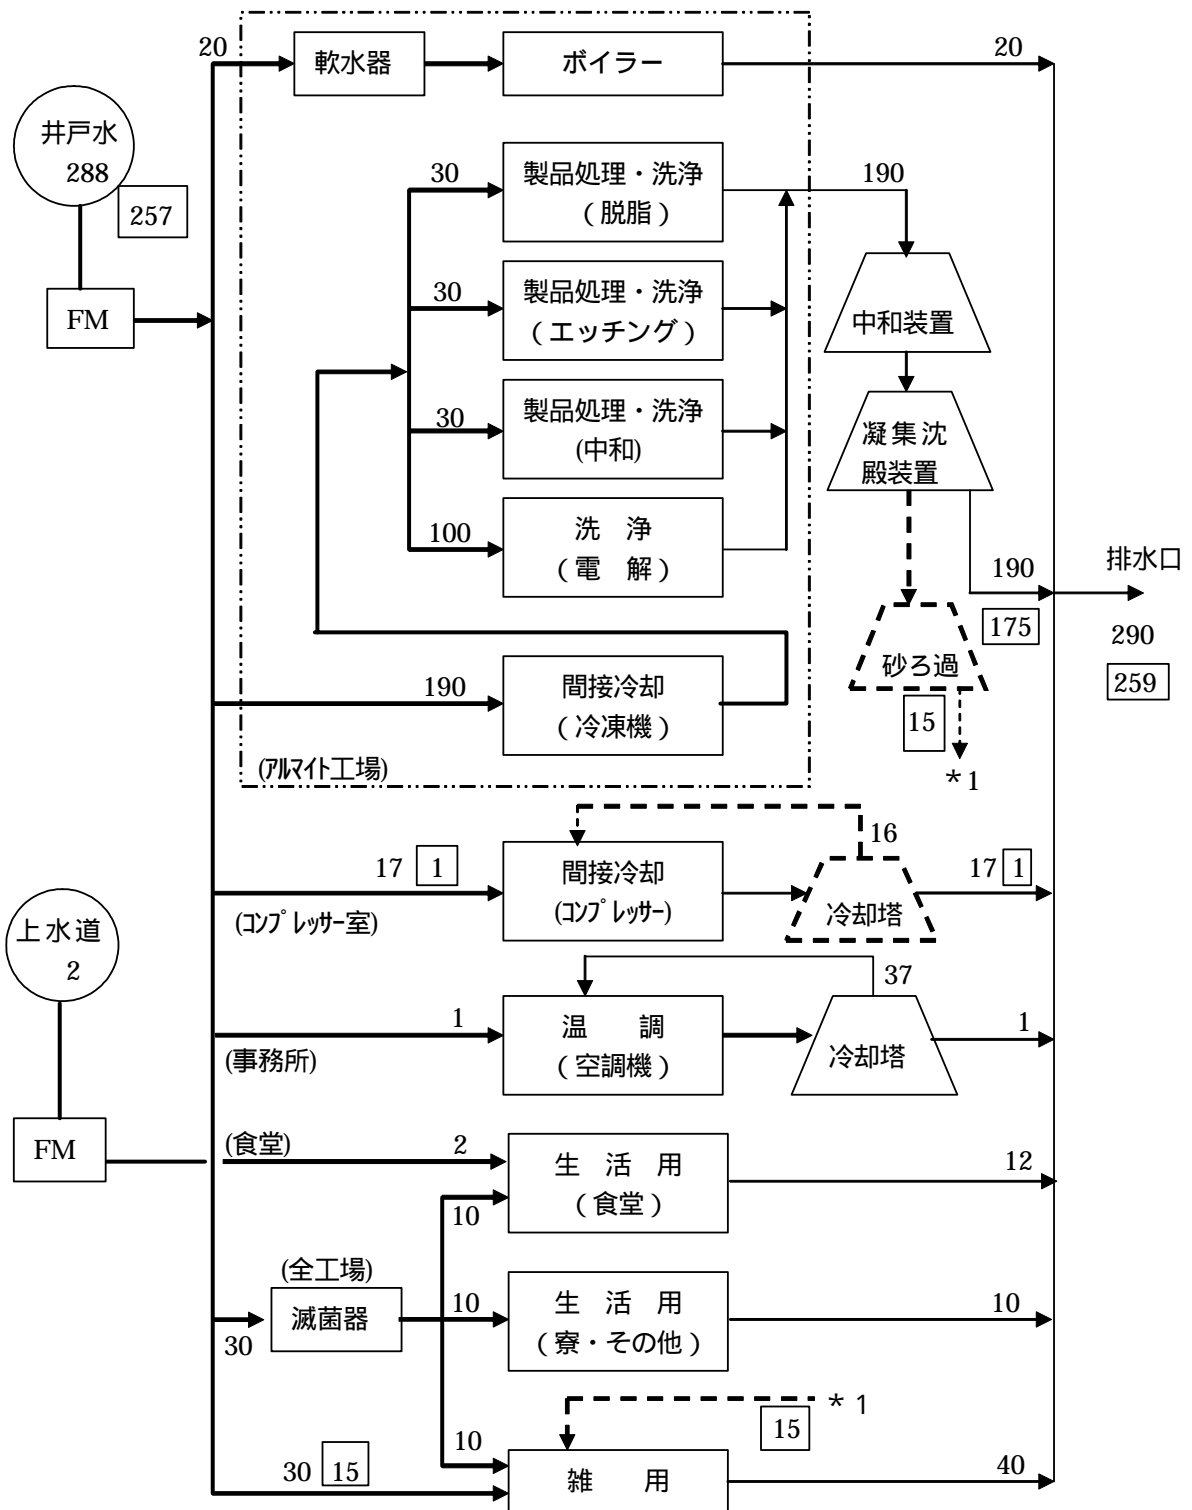 20
軟水器
ボイラー
20
井戸水
288
257
FM
30
製品処理・洗浄
(脱脂)
190
30
製品処理・洗浄
(エッチング)
中和装置
30
製品処理・洗浄
(中和)
凝集沈
殿装置
100
洗 浄
(電 解)
190
175
排水口
290
259
砂ろ過
15
*1
190
間接冷却
(冷凍機)
(アルマイト工場)
16
17 1
間接冷却
(コンプレッサー)
冷却塔
17 1
(コンプレッサー室)
上水道
2
37
1
温 調
(空調機)
冷却塔
1
(事務所)
FM
(食堂)
2
生 活 用
(食堂)
12
10
(全工場)
滅菌器
30
10
生 活 用
(寮・その他)
10
*1
15
10
30 15
雑 用
40